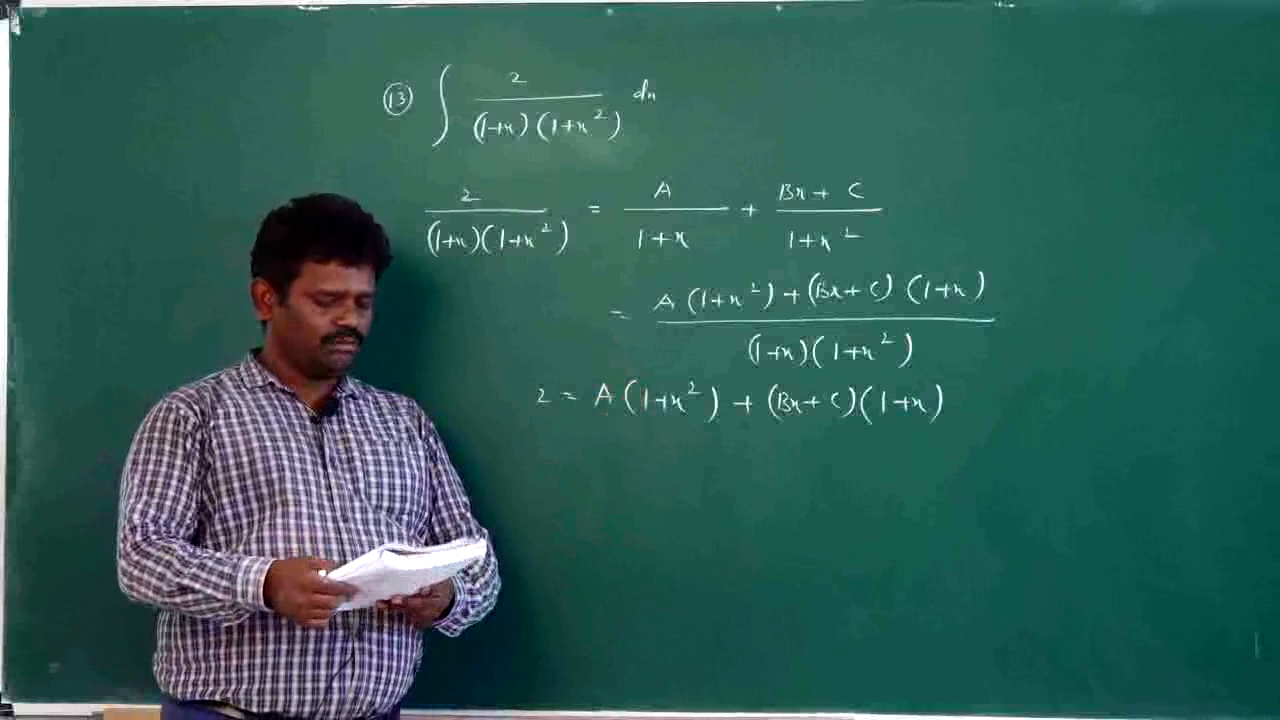 (13) ∫ 2 / (1+x)(1+x²) dx
2 / (1+x)(1+x²) = A / 1+x + Bx + C / 1+x²
= A(1+x²) + (Bx+C)(1+x) / (1+x)(1+x²)
2 = A(1+x²) + (Bx+C)(1+x)